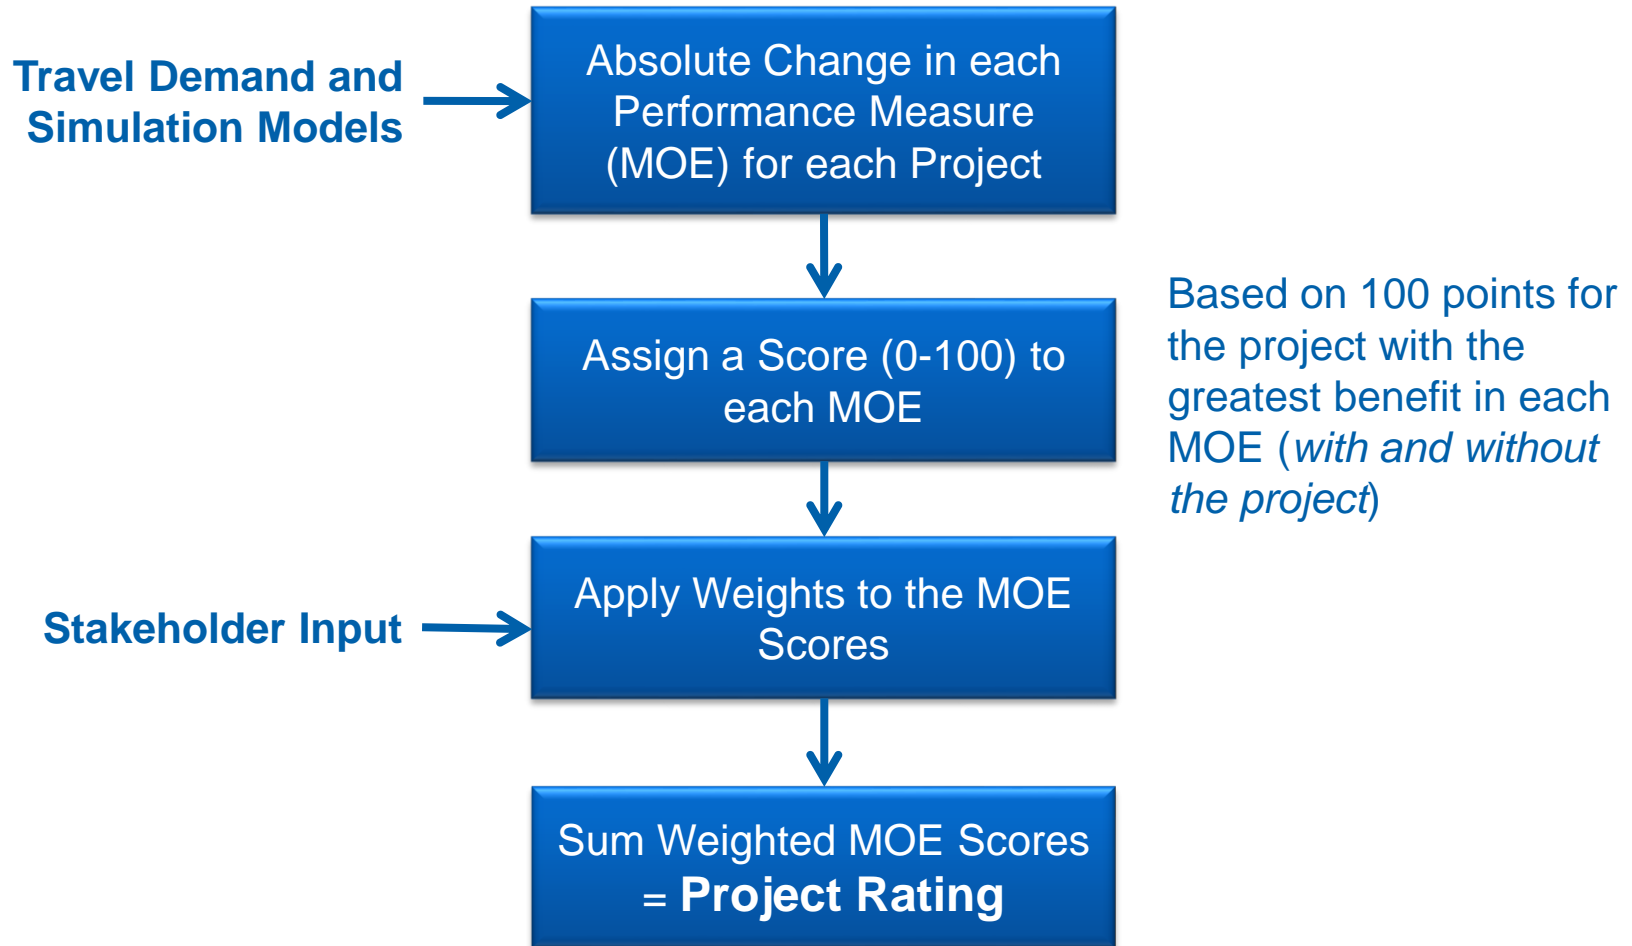 Travel Demand and
Simulation Models
Absolute Change in each
Performance Measure
(MOE) for each Project
Assign a Score (0-100) to
each MOE
Based on 100 points for
the project with the
greatest benefit in each
MOE (with and without
the project)
Stakeholder Input
Apply Weights to the MOE
Scores
Sum Weighted MOE Scores
= Project Rating